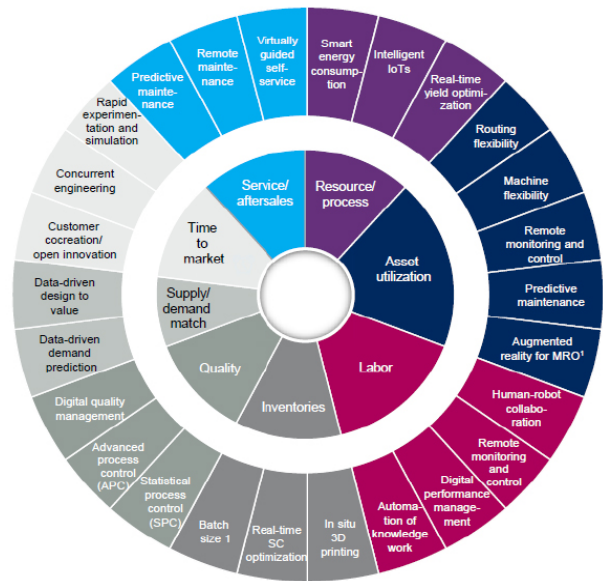 Smart
energy
consump-
tion
Intelligent
IoTs
Real-time
yield optimi-
zation
Routing
flexibility
Machine
flexibility
Remote
monitoring and
control
Predictive
maintenance
Augmented
reality for MRO¹
Human-robot
collabo-
ration
Remote
monitoring and
control
Digital
performance
manage-
ment
Automa-
tion of
knowledge
work
In situ
3D
printing
Real-time
SC
optimization
Batch
size 1
Statistical
process
control
(SPC)
Advanced
process
control
(APC)
Digital quality
management
Data-driven
demand
prediction
Data-driven
design to
value
Customer
cocreation/
open innovation
Concurrent
engineering
Rapid
experimen-
tation and
simulation
Predictive
mainte-
nance
Remote
mainte-
nance
Virtually
guided
self-
service
Resource/
process
Asset
utilization
Labor
Inventories
Quality
Supply/
demand
match
Time
to
market
Service/
aftersales